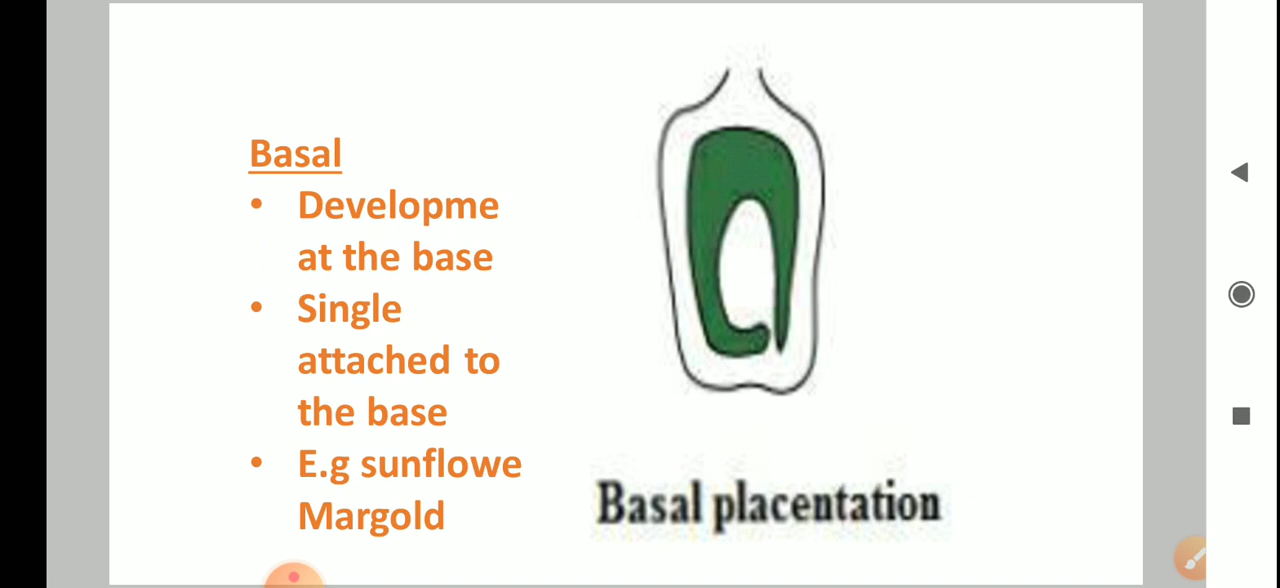 Basal
• Developme
at the base
• Single
attached to
the base
• E.g sunflowe
Margold
Basal placentation